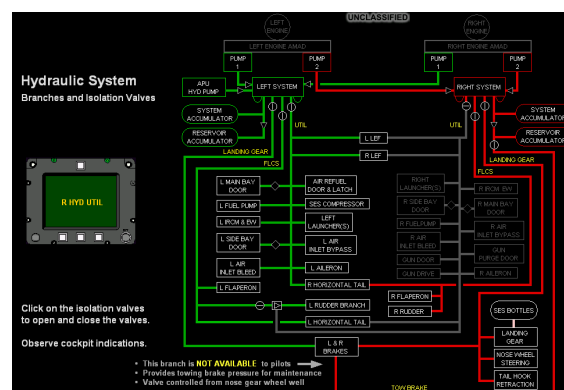 UNCLASSIFIED
LEFT
ENGINE
RIGHT
ENGINE
LEFT ENGINE AMAD
RIGHT ENGINE AMAD
PUMP
1
PUMP
2
PUMP
1
PUMP
2
Hydraulic System
Branches and Isolation Valves
APU
HYD PUMP
LEFT SYSTEM
RIGHT SYSTEM
SYSTEM
ACCUMULATOR
RESERVOIR
ACCUMULATOR
SYSTEM
ACCUMULATOR
RESERVOIR
ACCUMULATOR
UTIL
UTIL
LANDING GEAR
FLCS
LANDING GEAR
FLCS
L LEF
R LEF
L MAIN BAY
DOOR
AIR REFUEL
DOOR & LATCH
L FUEL PUMP
SES COMPRESSOR
L IRCM & EW
LEFT
LAUNCHER(S)
L SIDE BAY
DOOR
L AIR
INLET BYPASS
L AIR
INLET BLEED
L AILERON
L FLAPERON
R HORIZONTAL TAIL
L RUDDER BRANCH
L HORIZONTAL TAIL
RIGHT
LAUNCHER(S)
R IRCM EW
R SIDE BAY
DOOR
R MAIN BAY
DOOR
R FUELPUMP
R AIR
INLET BYPASS
R AIR
INLET BLEED
GUN
PURGE DOOR
GUN DOOR
GUN DRIVE
R AILERON
R FLAPERON
R RUDDER
R HYD UTIL
Click on the isolation valves
to open and close the valves.
Observe cockpit indications.
L & R
BRAKES
SES BOTTLES
LANDING
GEAR
NOSE WHEEL
STEERING
TAIL HOOK
RETRACTION
• This branch is NOT AVAILABLE to pilots
• Provides towing brake pressure for maintenance
• Valve controlled from nose gear wheel well
TOW BRAKE